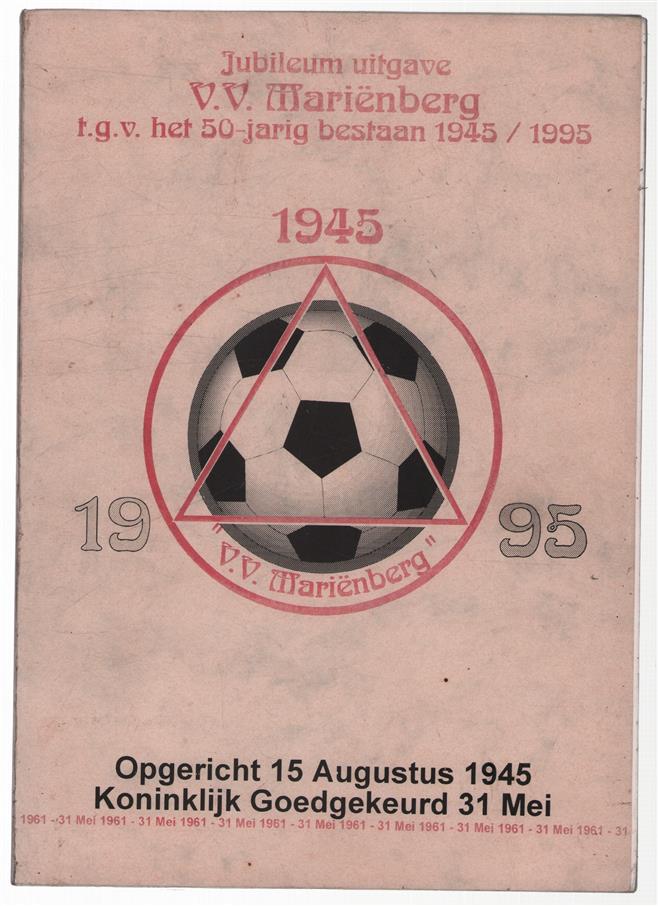 Jubileum uitgave
V.V. Mariënberg
t.g.v. het 50-jarig bestaan 1945 / 1995
1945
19 95
"V.V. Mariënberg"
Opgericht 15 Augustus 1945
Koninklijk Goedgekeurd 31 Mei
1961 - 31 Mei 1961 - 31 Mei 1961 - 31 Mei 1961 - 31 Mei 1961 - 31 Mei 1961 - 31 Mei 1961 - 31 Mei 1961 - 31